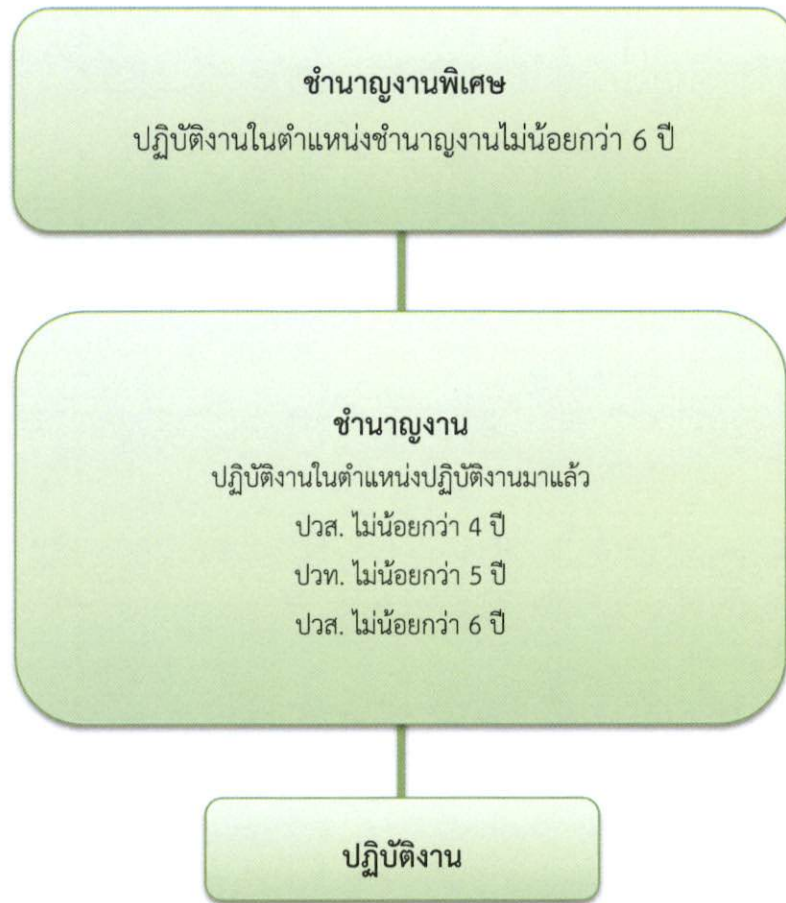 ชำนาญงานพิเศษ
ปฏิบัติงานในตำแหน่งชำนาญงานไม่น้อยกว่า 6 ปี
ชำนาญงาน
ปฏิบัติงานในตำแหน่งปฏิบัติงานมาแล้ว
ปวส. ไม่น้อยกว่า 4 ปี
ปวท. ไม่น้อยกว่า 5 ปี
ปวส. ไม่น้อยกว่า 6 ปี
ปฏิบัติงาน